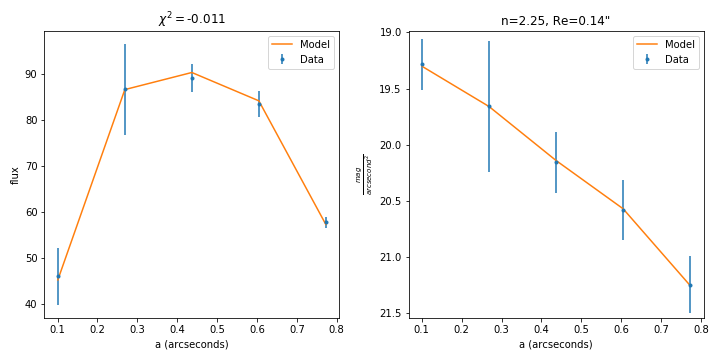 χ² = -0.011
Model
Data
90
80
70
60
50
40
flux
0.1 0.2 0.3 0.4 0.5 0.6 0.7 0.8
a (arcseconds)
n=2.25, Re=0.14"
Model
Data
19.0
19.5
20.0
20.5
21.0
21.5
mag
arcsecond²
0.1 0.2 0.3 0.4 0.5 0.6 0.7 0.8
a (arcseconds)